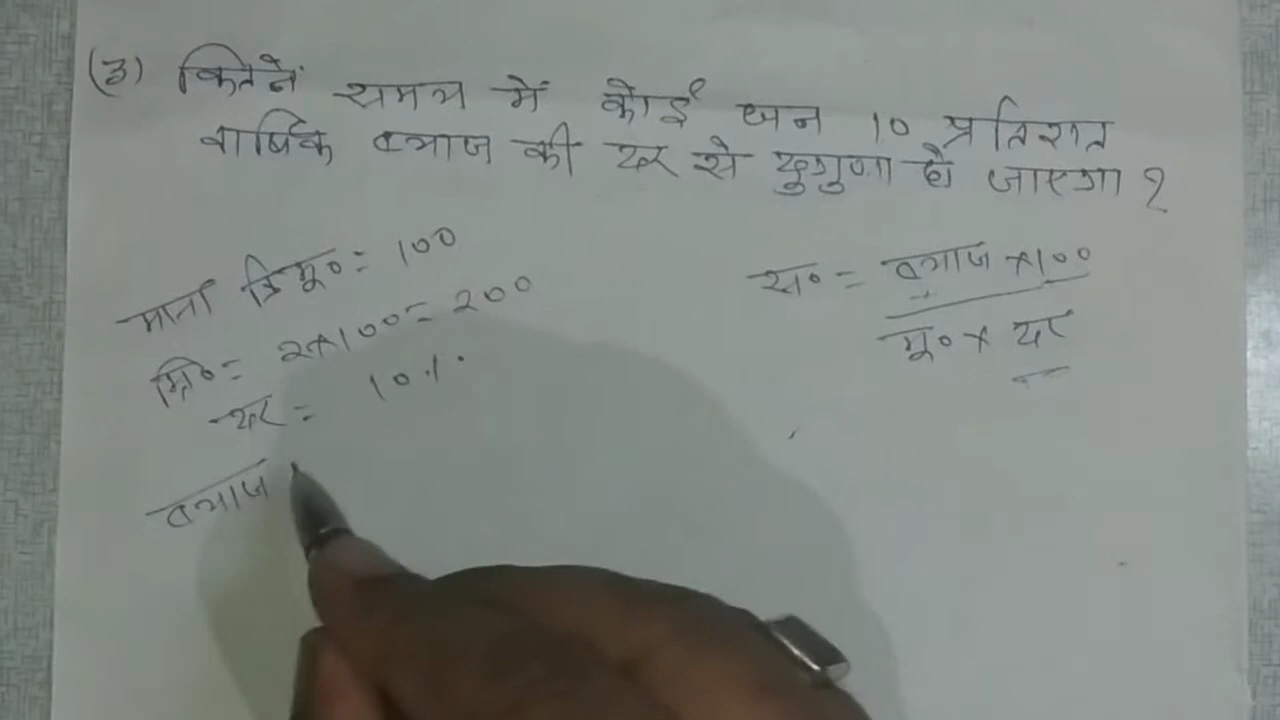 (3) कितने समय में कोई धन 10 प्रतिशत
वार्षिक ब्याज की दर से दुगुणा हो जाएगा ?
माना कि मू० = 100
मि० = 2×100 = 200
दर = 10%
ब्याज
स० = ब्याज ×100
मू० × दर